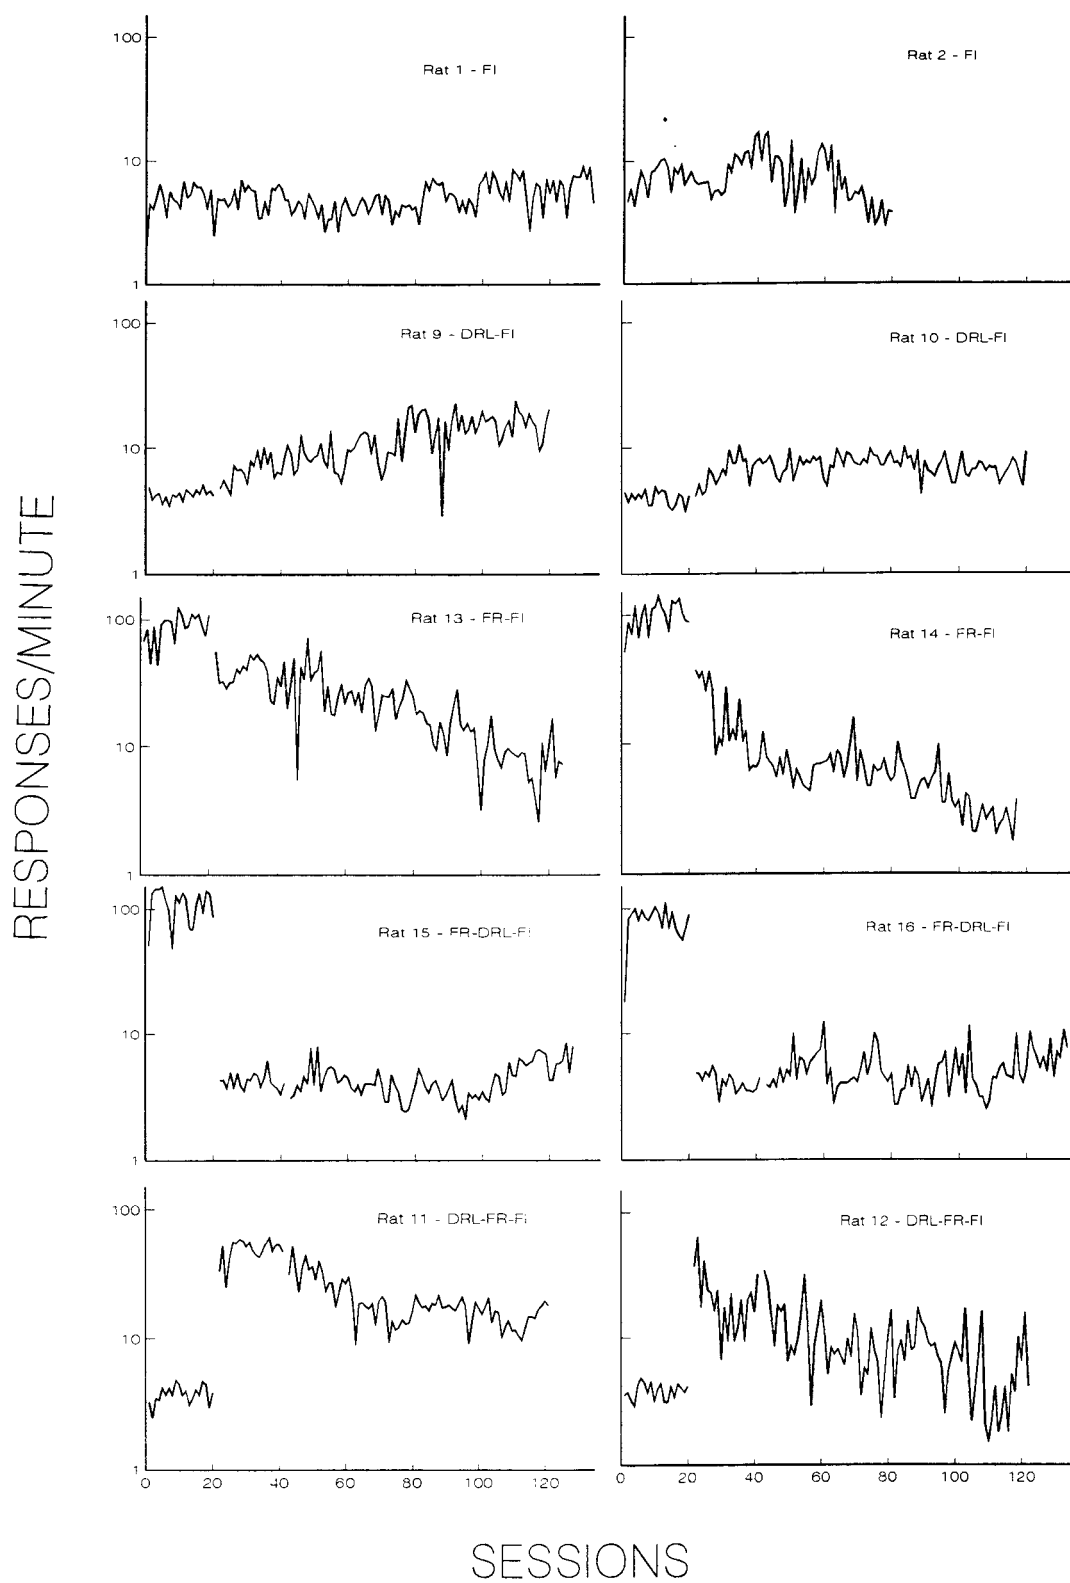 RESPONSES/MINUTE
100
10
1
Rat 1 - FI
Rat 2 - FI
100
10
1
Rat 9 - DRL-FI
Rat 10 - DRL-FI
100
10
1
Rat 13 - FR-FI
Rat 14 - FR-FI
100
10
1
Rat 15 - FR-DRL-FI
Rat 16 - FR-DRL-FI
100
10
1
Rat 11 - DRL-FR-FI
Rat 12 - DRL-FR-FI
0 20 40 60 80 100 120
0 20 40 60 80 100 120
SESSIONS